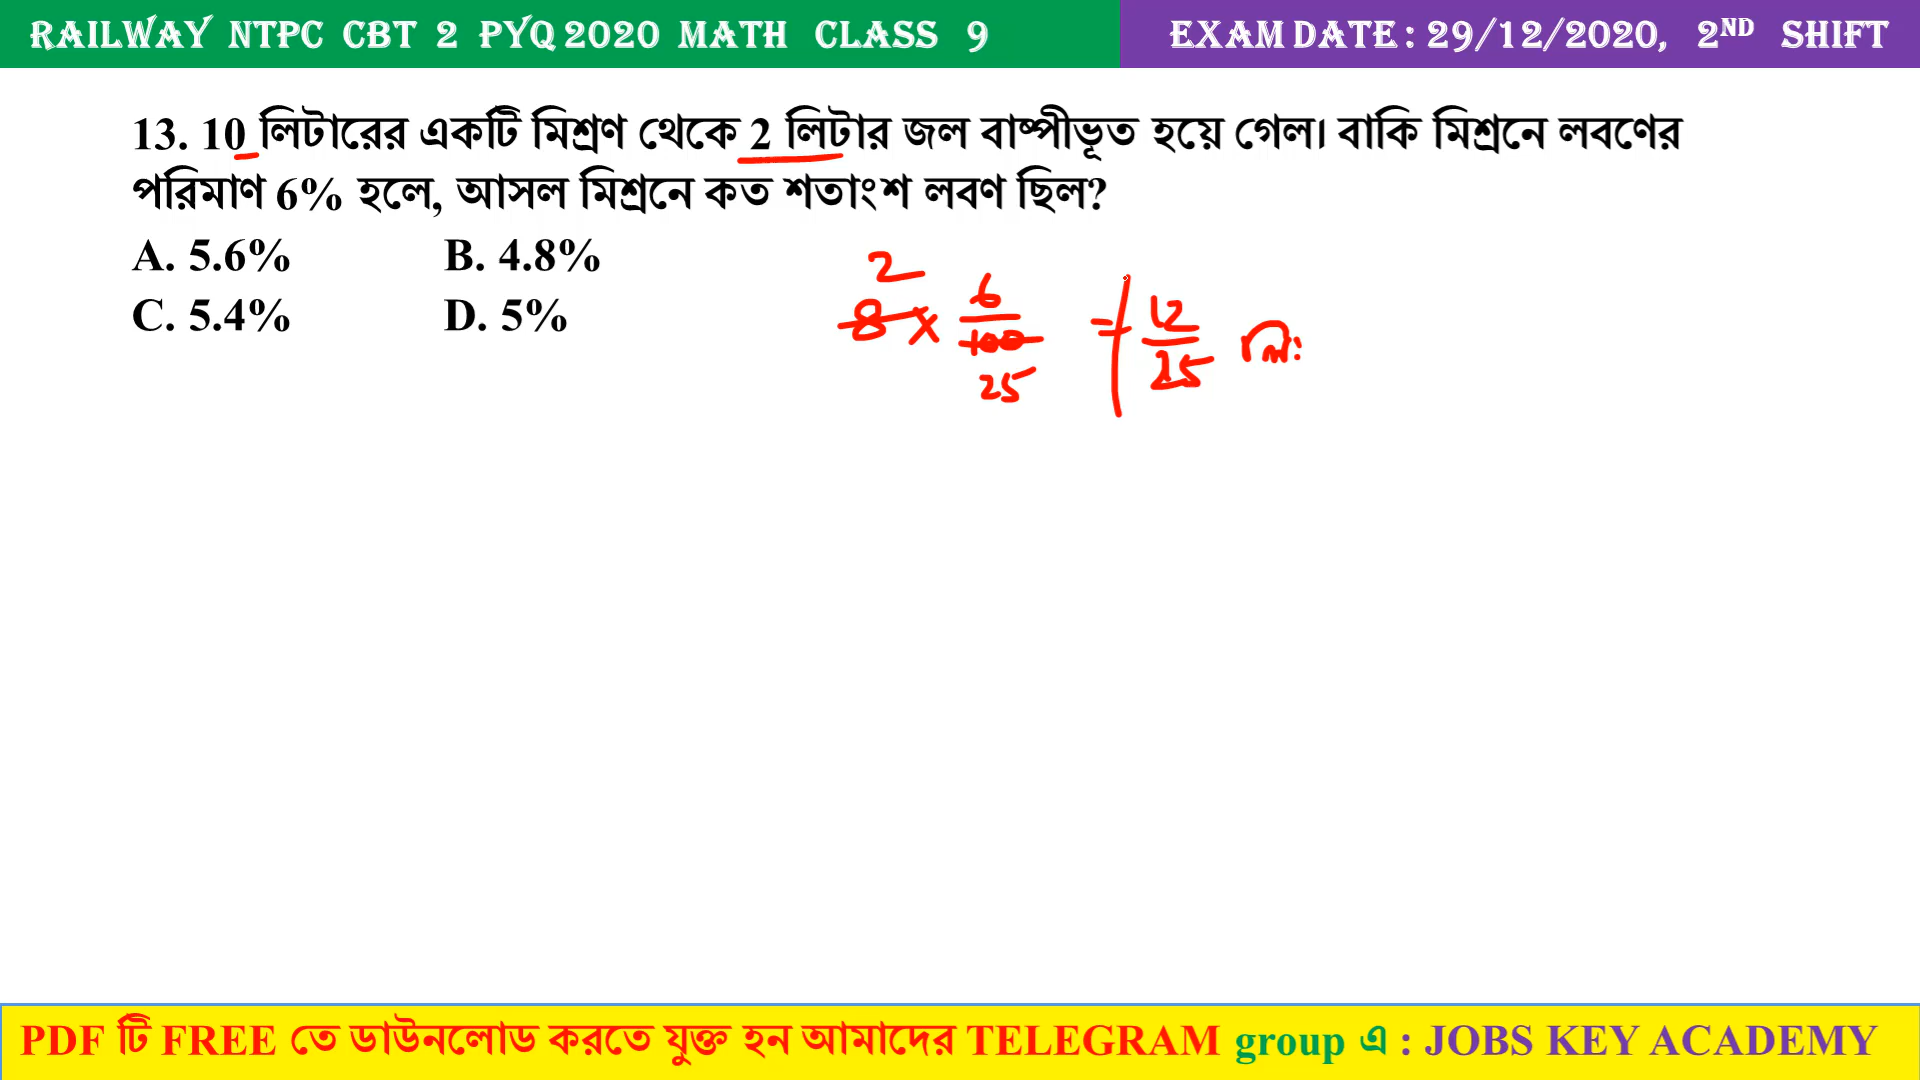 RAILWAY NTPC CBT 2 PYQ 2020 MATH CLASS 9
EXAM DATE : 29/12/2020, 2ND SHIFT
13. 10 লিটারের একটি মিশ্রণ থেকে 2 লিটার জল বাষ্পীভূত হয়ে গেল। বাকি মিশ্রনে লবণের
পরিমাণ 6% হলে, আসল মিশ্রনে কত শতাংশ লবণ ছিল?
A. 5.6% B. 4.8%
C. 5.4% D. 5%
2
8 × 6/100 = 12/25 লি:
25
PDF টি FREE তে ডাউনলোড করতে যুক্ত হন আমাদের TELEGRAM group এ : JOBS KEY ACADEMY